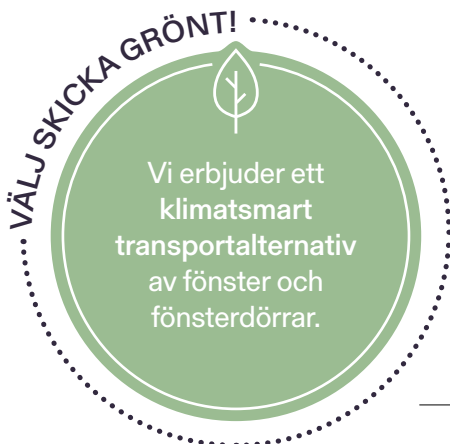 VÄLJ SKICKA GRÖNT!
Vi erbjuder ett
klimatsmart
transportalternativ
av fönster och
fönsterdörrar.